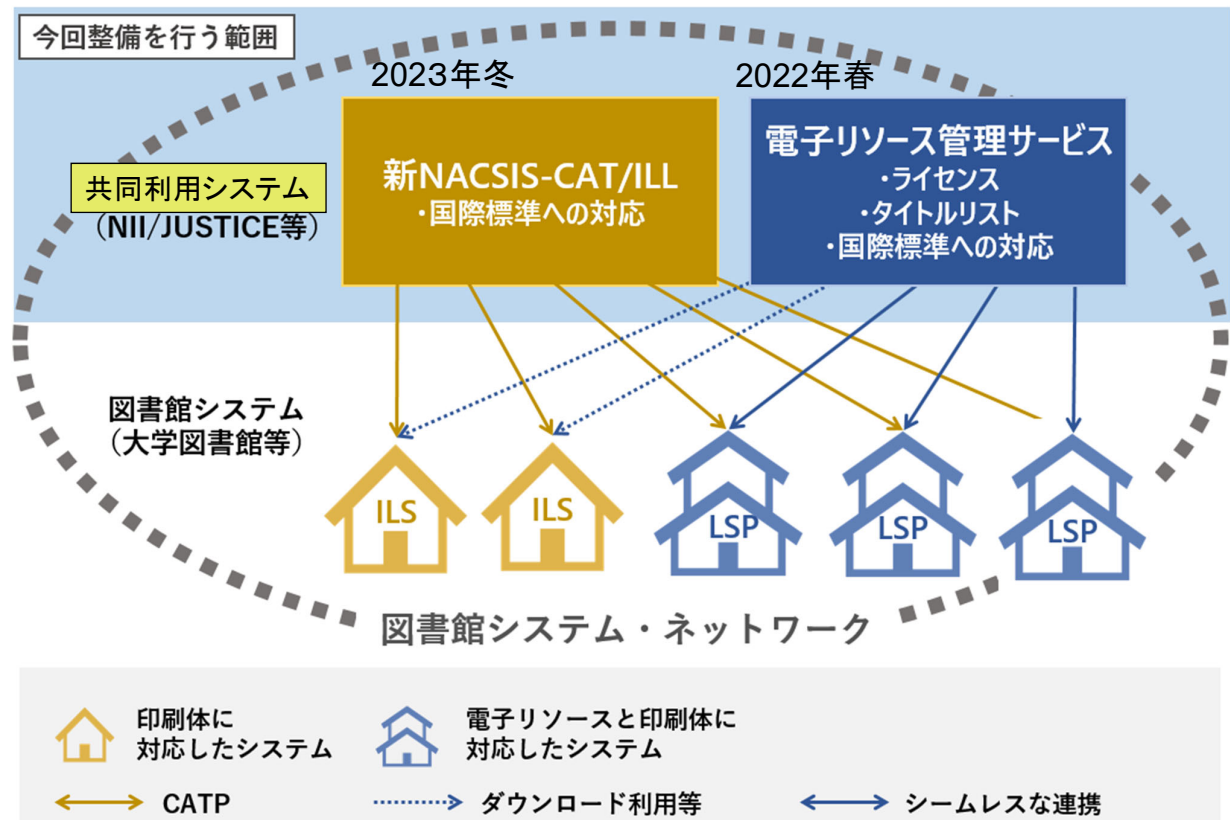 今回整備を行う範囲
2023年冬
2022年春
共同利用システム
（NII/JUSTICE等）
新NACSIS-CAT/ILL
・国際標準への対応
電子リソース管理サービス
・ライセンス
・タイトルリスト
・国際標準への対応
図書館システム
（大学図書館等）
ILS
ILS
LSP
LSP
LSP
図書館システム・ネットワーク
印刷体に
対応したシステム
電子リソースと印刷体に
対応したシステム
CATP
ダウンロード利用等
シームレスな連携